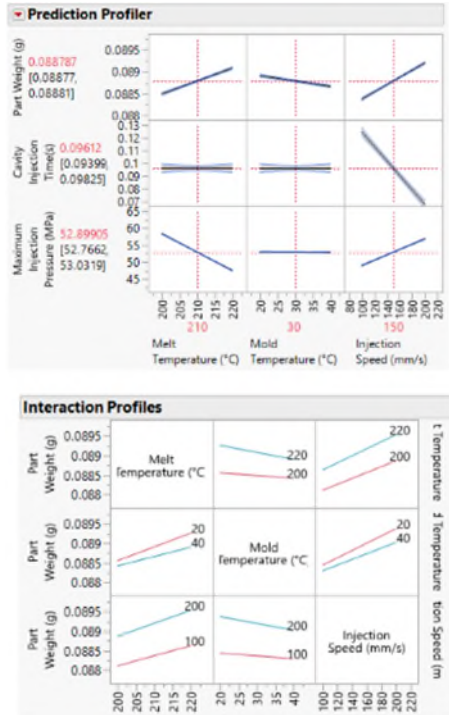 Prediction Profiler
Part Weight (g)
0.088787
[0.08877,
0.08881]
0.0895
0.089
0.0885
0.088
Cavity
Injection
Time(s)
0.09612
[0.09399,
0.09825]
0.13
0.12
0.11
0.1
0.09
0.08
0.07
Maximum
Injection
Pressure (MPa)
52.89905
[52.7662,
53.0319]
65
60
55
50
45
200 205 210 215 220 20 25 30 35 40 80 100 120 140 160 180 200 220
210 30 150
Melt Mold Injection
Temperature (°C) Temperature (°C) Speed (mm/s)
Interaction Profiles
Part
Weight (g)
0.0895
0.089
0.0885
0.088
Melt
Temperature (°C
220
200
220
200
t Temperature
Part
Weight (g)
0.0895
0.089
0.0885
0.088
20
40
Mold
Temperature (°C
20
40
Temperature
Part
Weight (g)
0.0895
0.089
0.0885
0.088
200
100
200
100
Injection
Speed (mm/s)
tion Speed (m
200 205 210 215 220 20 25 30 35 40 100 120 140 160 180 200 220